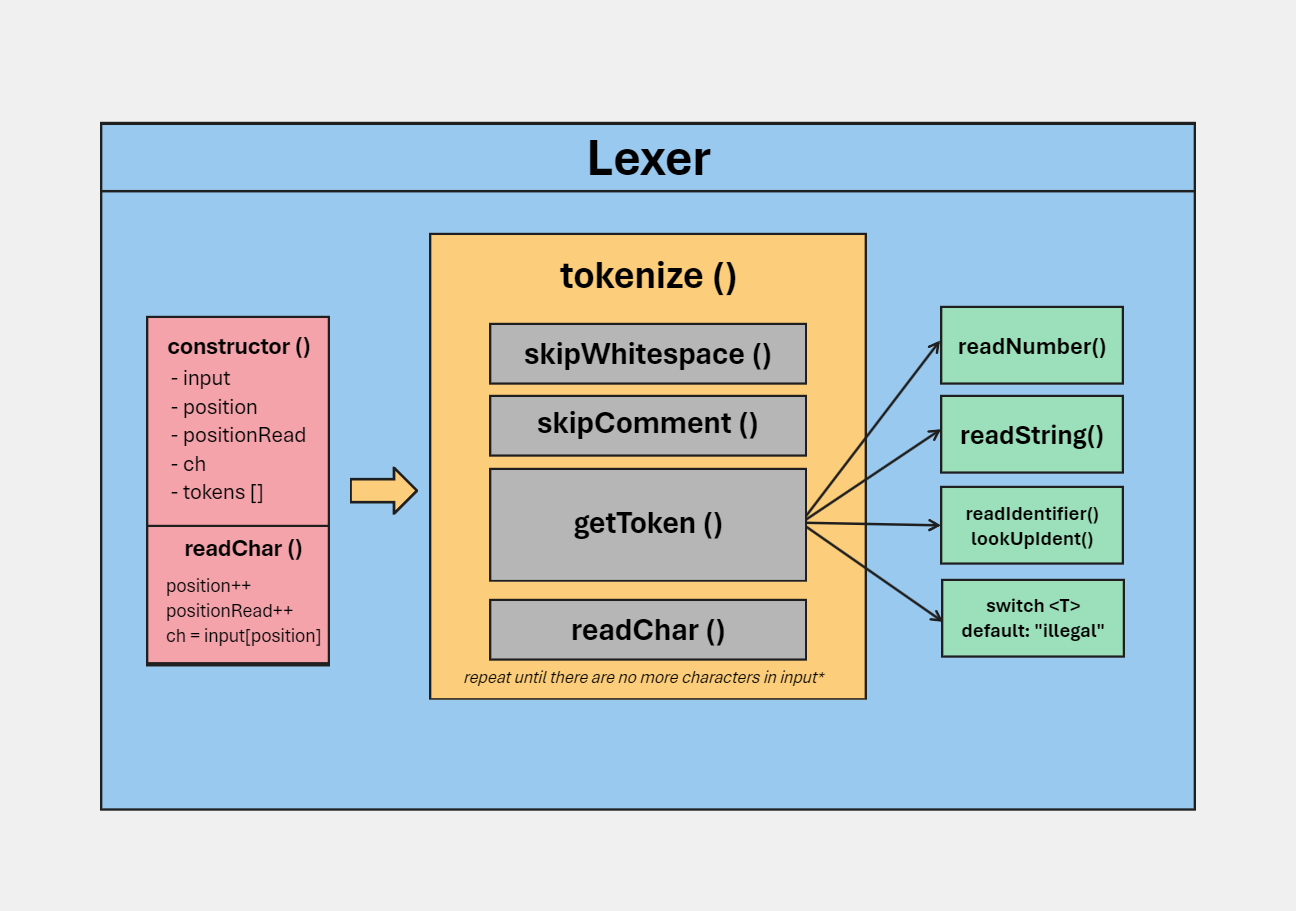 Lexer
constructor ()
- input
- position
- positionRead
- ch
- tokens []
readChar ()
position++
positionRead++
ch = input[position]
tokenize ()
skipWhitespace ()
skipComment ()
getToken ()
readChar ()
repeat until there are no more characters in input*
readNumber()
readString()
readIdentifier()
lookUpIdent()
switch <T>
default: "illegal"